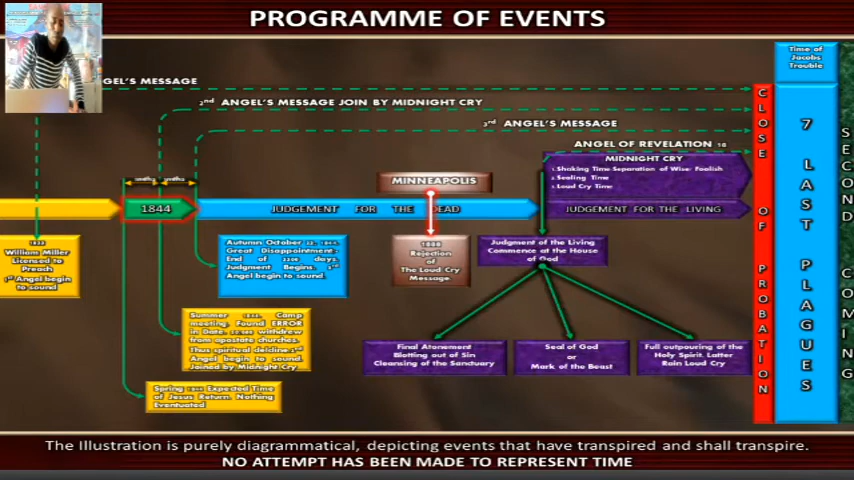 PROGRAMME OF EVENTS
Time of
Jacobs
Trouble
GEL'S MESSAGE
2nd ANGEL'S MESSAGE JOIN BY MIDNIGHT CRY
3rd ANGEL'S MESSAGE
ANGEL OF REVELATION 18
MIDNIGHT CRY
1.Shaking Time-Separation of Wise: Foolish
2.Sealing Time
3.Loud Cry Time
MINNEAPOLIS
1844
JUDGEMENT FOR THE DEAD
JUDGEMENT FOR THE LIVING
CLOSE OF PROBATION
7 LAST PLAGUES
SECOND COMING
William Miller
Licensed to
Preach
1st Angel begin
to sound
Autumn October
Great Disappointment-
End of 2300 days.
Judgment Begins. 3rd
Angel begin to sound.
1888
Rejection
of
The Loud Cry
Message
Judgment of the Living
Commence at the House
of God
Summer 1844. Camp
meeting. Found ERROR
in Date. withdrew
from apostate churches.
Thus spiritual delcline.2nd
Angel begin to sound.
Joined by Midnight Cry
Final Atonement
Blotting out of Sin
Cleansing of the Sanctuary
Seal of God
or
Mark of the Beast
Full outpouring of the
Holy Spirit. Latter
Rain Loud Cry
Spring 1844 Expected Time
of Jesus Return. Nothing
Eventuated
The Illustration is purely diagrammatical, depicting events that have transpired and shall transpire.
NO ATTEMPT HAS BEEN MADE TO REPRESENT TIME